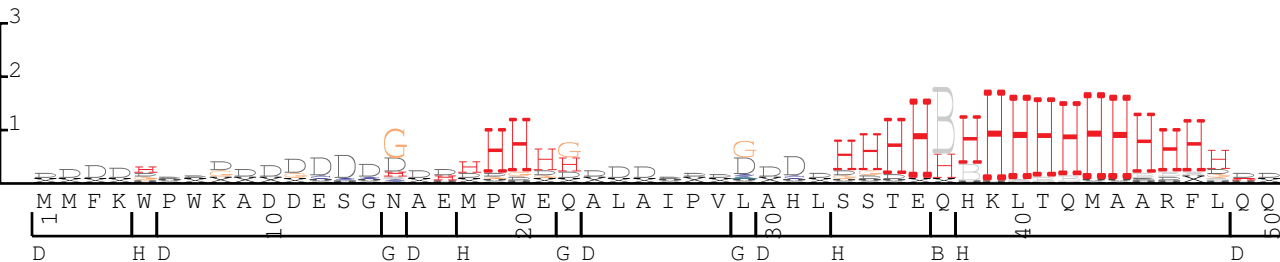 3
2
1
M M F K W P W K A D D E S G N A E M P W E Q A L A I P V L A H L S S T E Q H K L T Q M A A R F L Q Q
1 10 20 30 40 50
D H D G D H G D G D H B H D